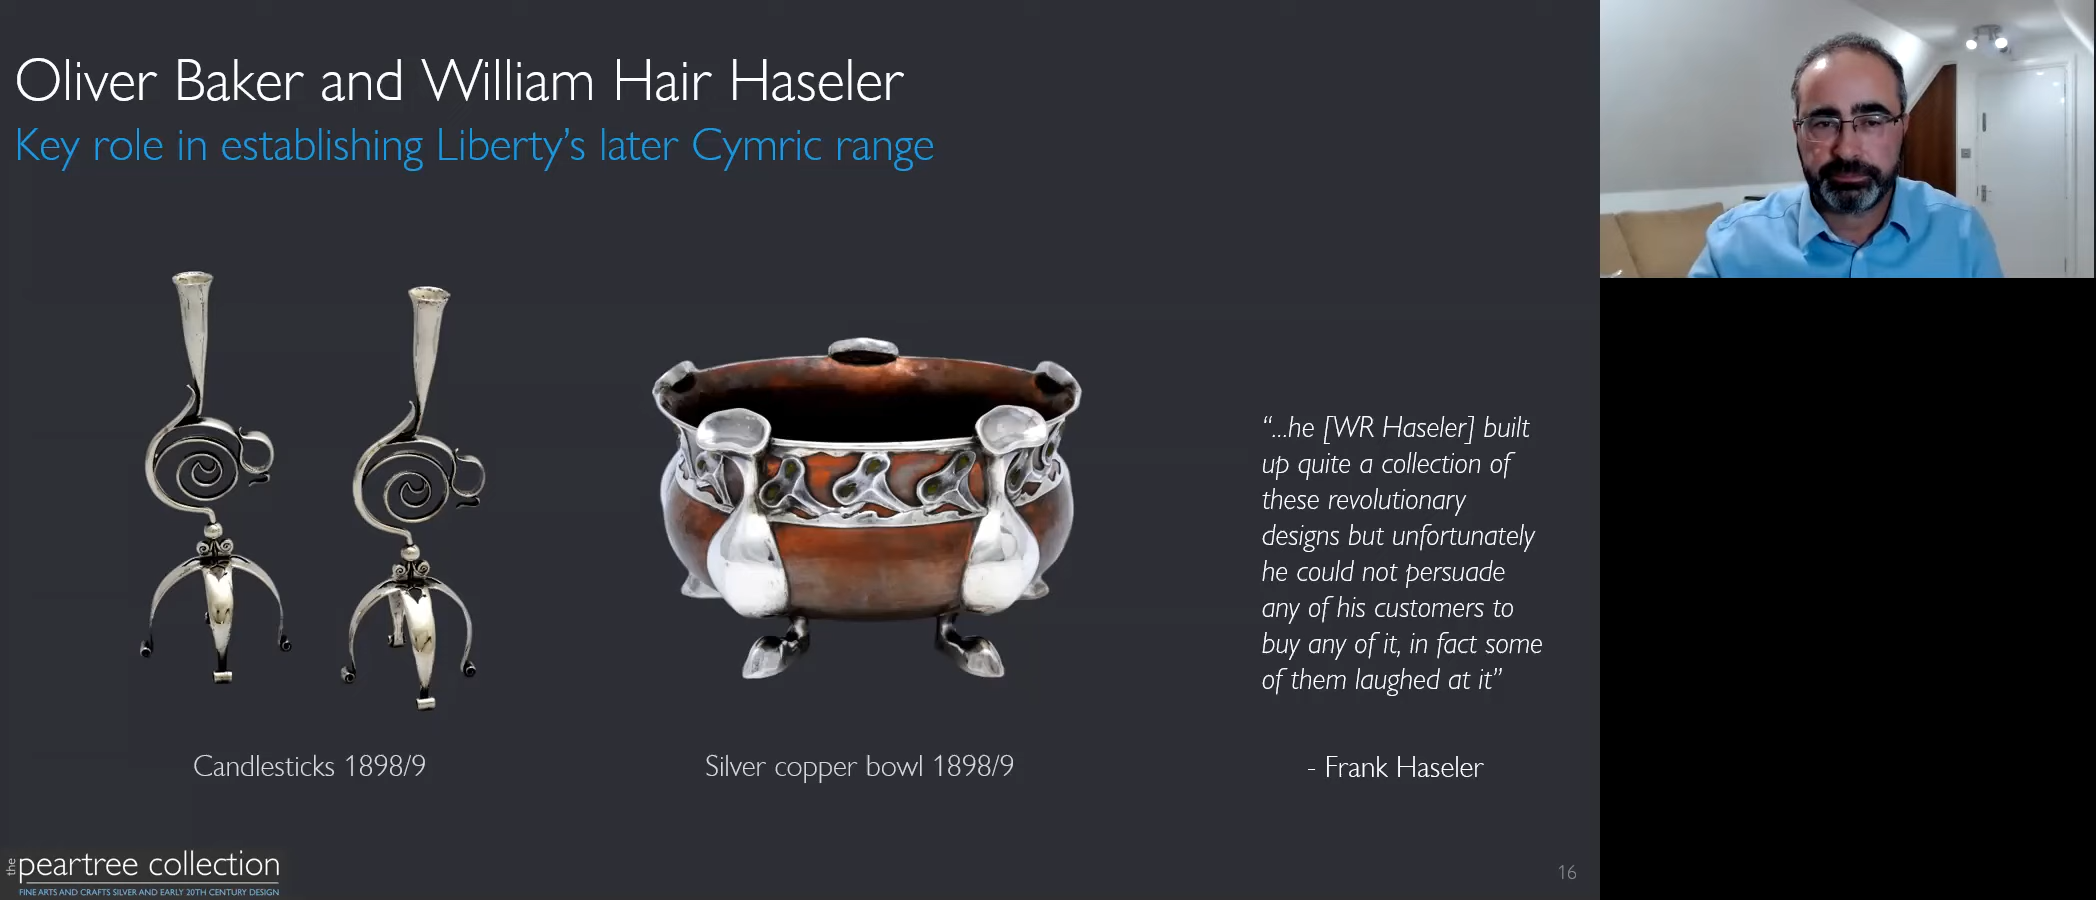 Oliver Baker and William Hair Haseler
Key role in establishing Liberty's later Cymric range
"...he [WR Haseler] built
up quite a collection of
these revolutionary
designs but unfortunately
he could not persuade
any of his customers to
buy any of it, in fact some
of them laughed at it"
- Frank Haseler
Candlesticks 1898/9
Silver copper bowl 1898/9
the peartree collection
FINE ARTS AND CRAFTS SILVER AND EARLY 20TH CENTURY DESIGN
16